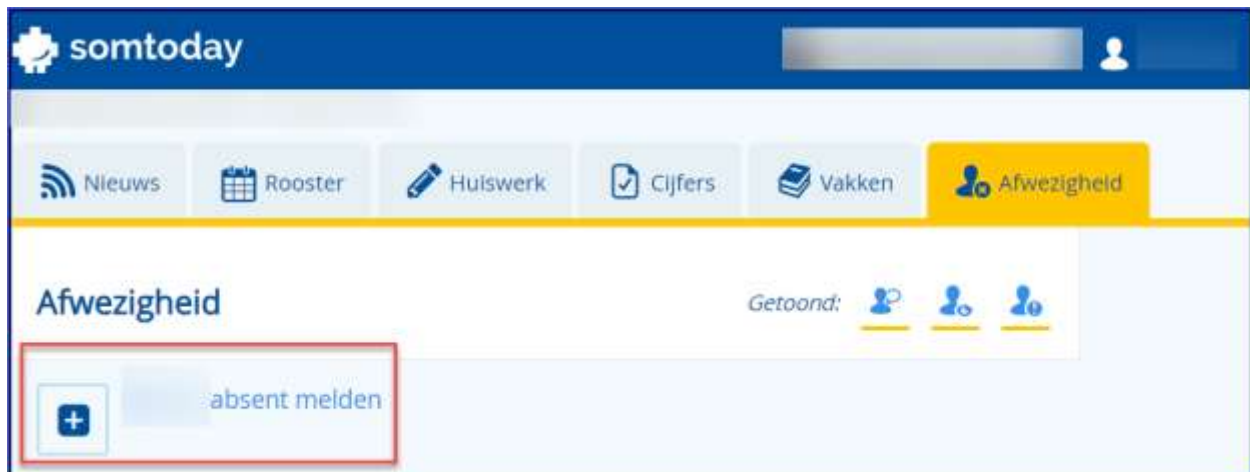 somtoday
Nieuws Rooster Huiswerk Cijfers Vakken Afwezigheid
Afwezigheid Getoond:
absent melden